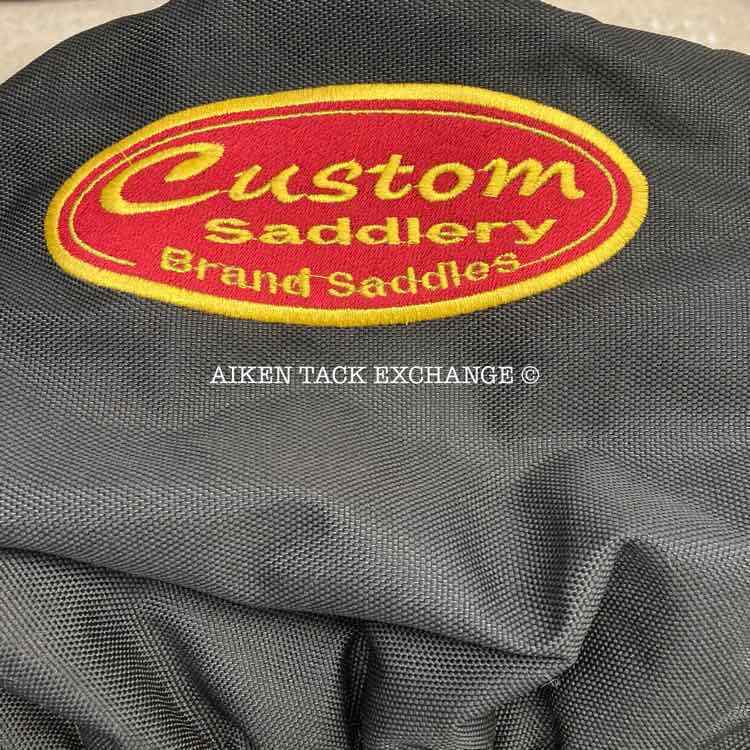 Custom
Saddlery
Brand Saddles
AIKEN TACK EXCHANGE ©